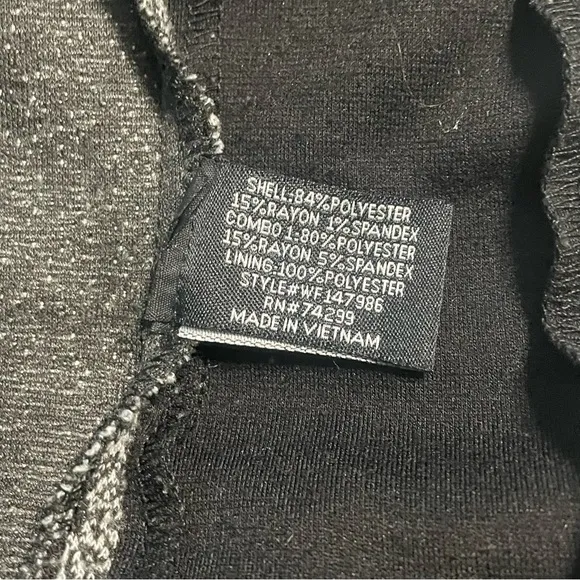 SHELL:84%POLYESTER
15%RAYON 1%SPANDEX
COMBO 1:80%POLYESTER
15%RAYON 5%SPANDEX
LINING:100%POLYESTER
STYLE#WF147986
RN#74299
MADE IN VIETNAM